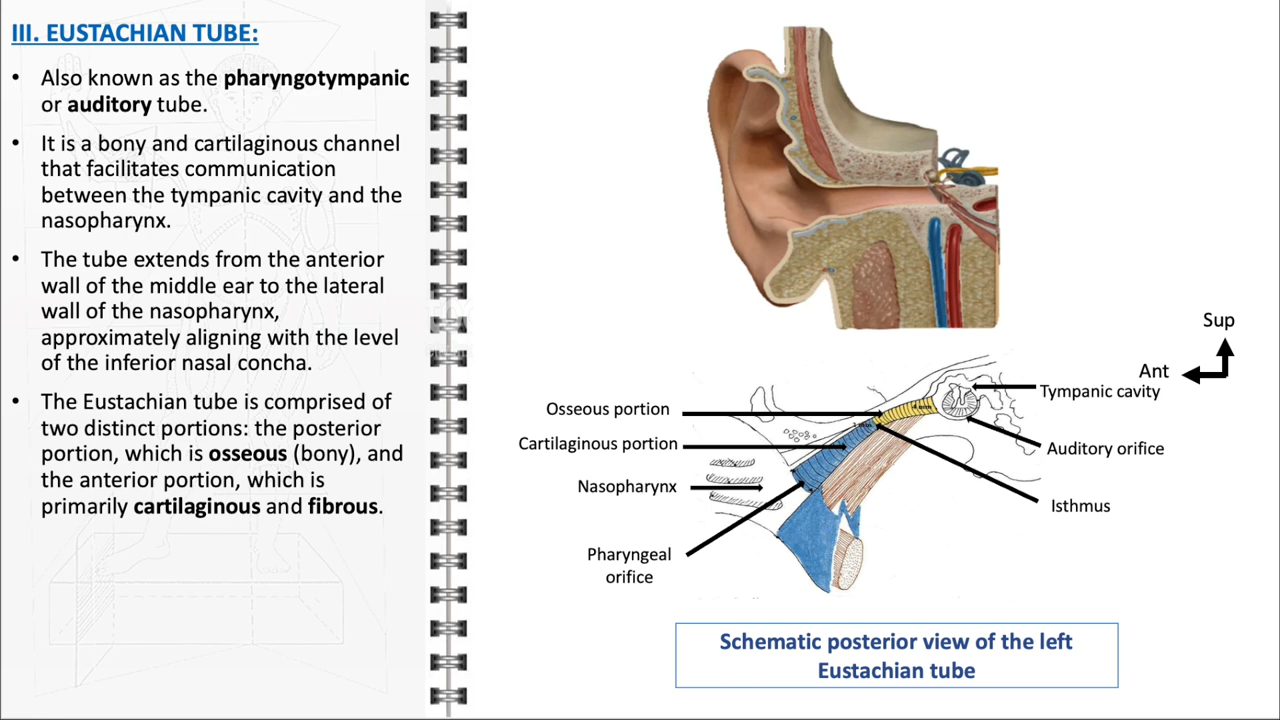 III. EUSTACHIAN TUBE:
• Also known as the pharyngotympanic
or auditory tube.
• It is a bony and cartilaginous channel
that facilitates communication
between the tympanic cavity and the
nasopharynx.
• The tube extends from the anterior
wall of the middle ear to the lateral
wall of the nasopharynx,
approximately aligning with the level
of the inferior nasal concha.
• The Eustachian tube is comprised of
two distinct portions: the posterior
portion, which is osseous (bony), and
the anterior portion, which is
primarily cartilaginous and fibrous.
Sup
Ant
Tympanic cavity
Osseous portion
Cartilaginous portion
Auditory orifice
Nasopharynx
Isthmus
Pharyngeal
orifice
Schematic posterior view of the left
Eustachian tube